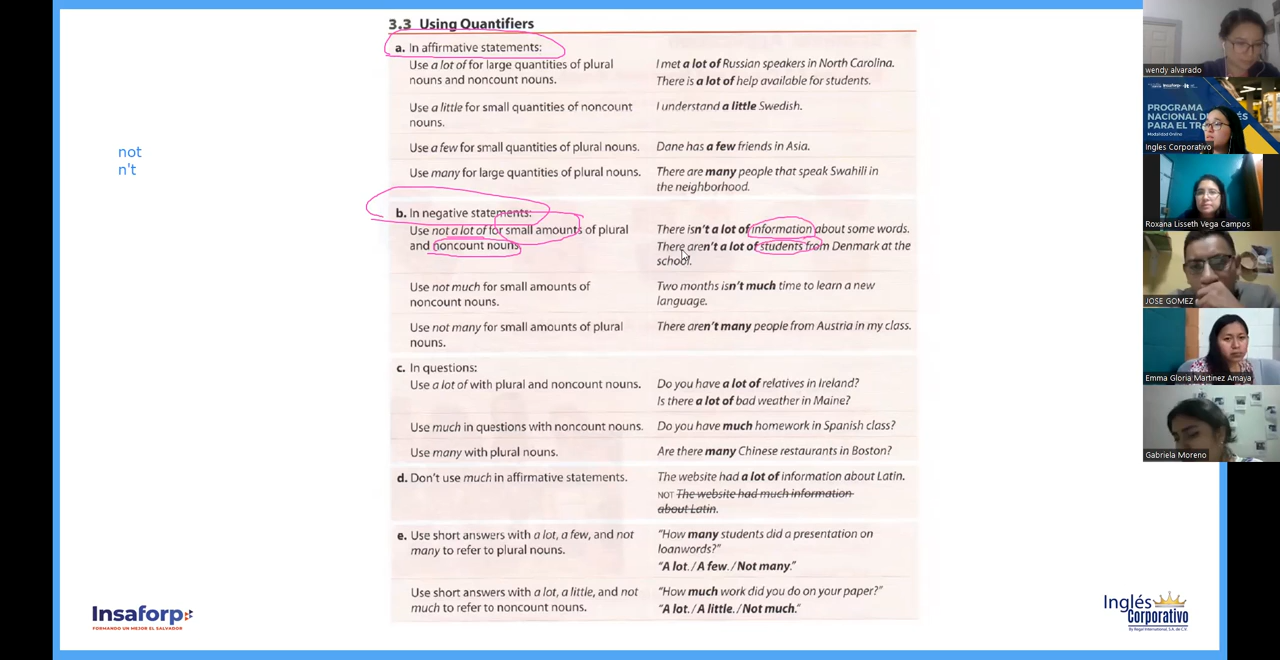 3.3 Using Quantifiers
a. In affirmative statements:
Use a lot of for large quantities of plural
nouns and noncount nouns.
I met a lot of Russian speakers in North Carolina.
There is a lot of help available for students.
Use a little for small quantities of noncount
nouns.
I understand a little Swedish.
Use a few for small quantities of plural nouns.
Dane has a few friends in Asia.
Use many for large quantities of plural nouns.
There are many people that speak Swahili in
the neighborhood.
not
n't
b. In negative statements:
Use not a lot of for small amounts of plural
and noncount nouns.
There isn't a lot of information about some words.
There aren't a lot of students from Denmark at the
school.
Use not much for small amounts of
noncount nouns.
Two months isn't much time to learn a new
language.
Use not many for small amounts of plural
nouns.
There aren't many people from Austria in my class.
c. In questions:
Use a lot of with plural and noncount nouns.
Do you have a lot of relatives in Ireland?
Is there a lot of bad weather in Maine?
Use much in questions with noncount nouns.
Do you have much homework in Spanish class?
Use many with plural nouns.
Are there many Chinese restaurants in Boston?
d. Don't use much in affirmative statements.
The website had a lot of information about Latin.
NOT The website had much information
about Latin.
e. Use short answers with a lot, a few, and not
many to refer to plural nouns.
"How many students did a presentation on
loanwords?"
"A lot./A few./Not many."
Use short answers with a lot, a little, and not
much to refer to noncount nouns.
"How much work did you do on your paper?"
"A lot./A little./Not much."
Insaforp
FORMANDO UN MEJOR EL SALVADOR
Inglés
Corporativo
wendy alvarado
Insaforp
PROGRAMA
NACIONAL DE
PARA EL TRA
Modalidad Online
Ingles Corporativo
Roxana Lisseth Vega Campos
JOSE GOMEZ
Emma Gloria Martinez Amaya
Gabriela Moreno